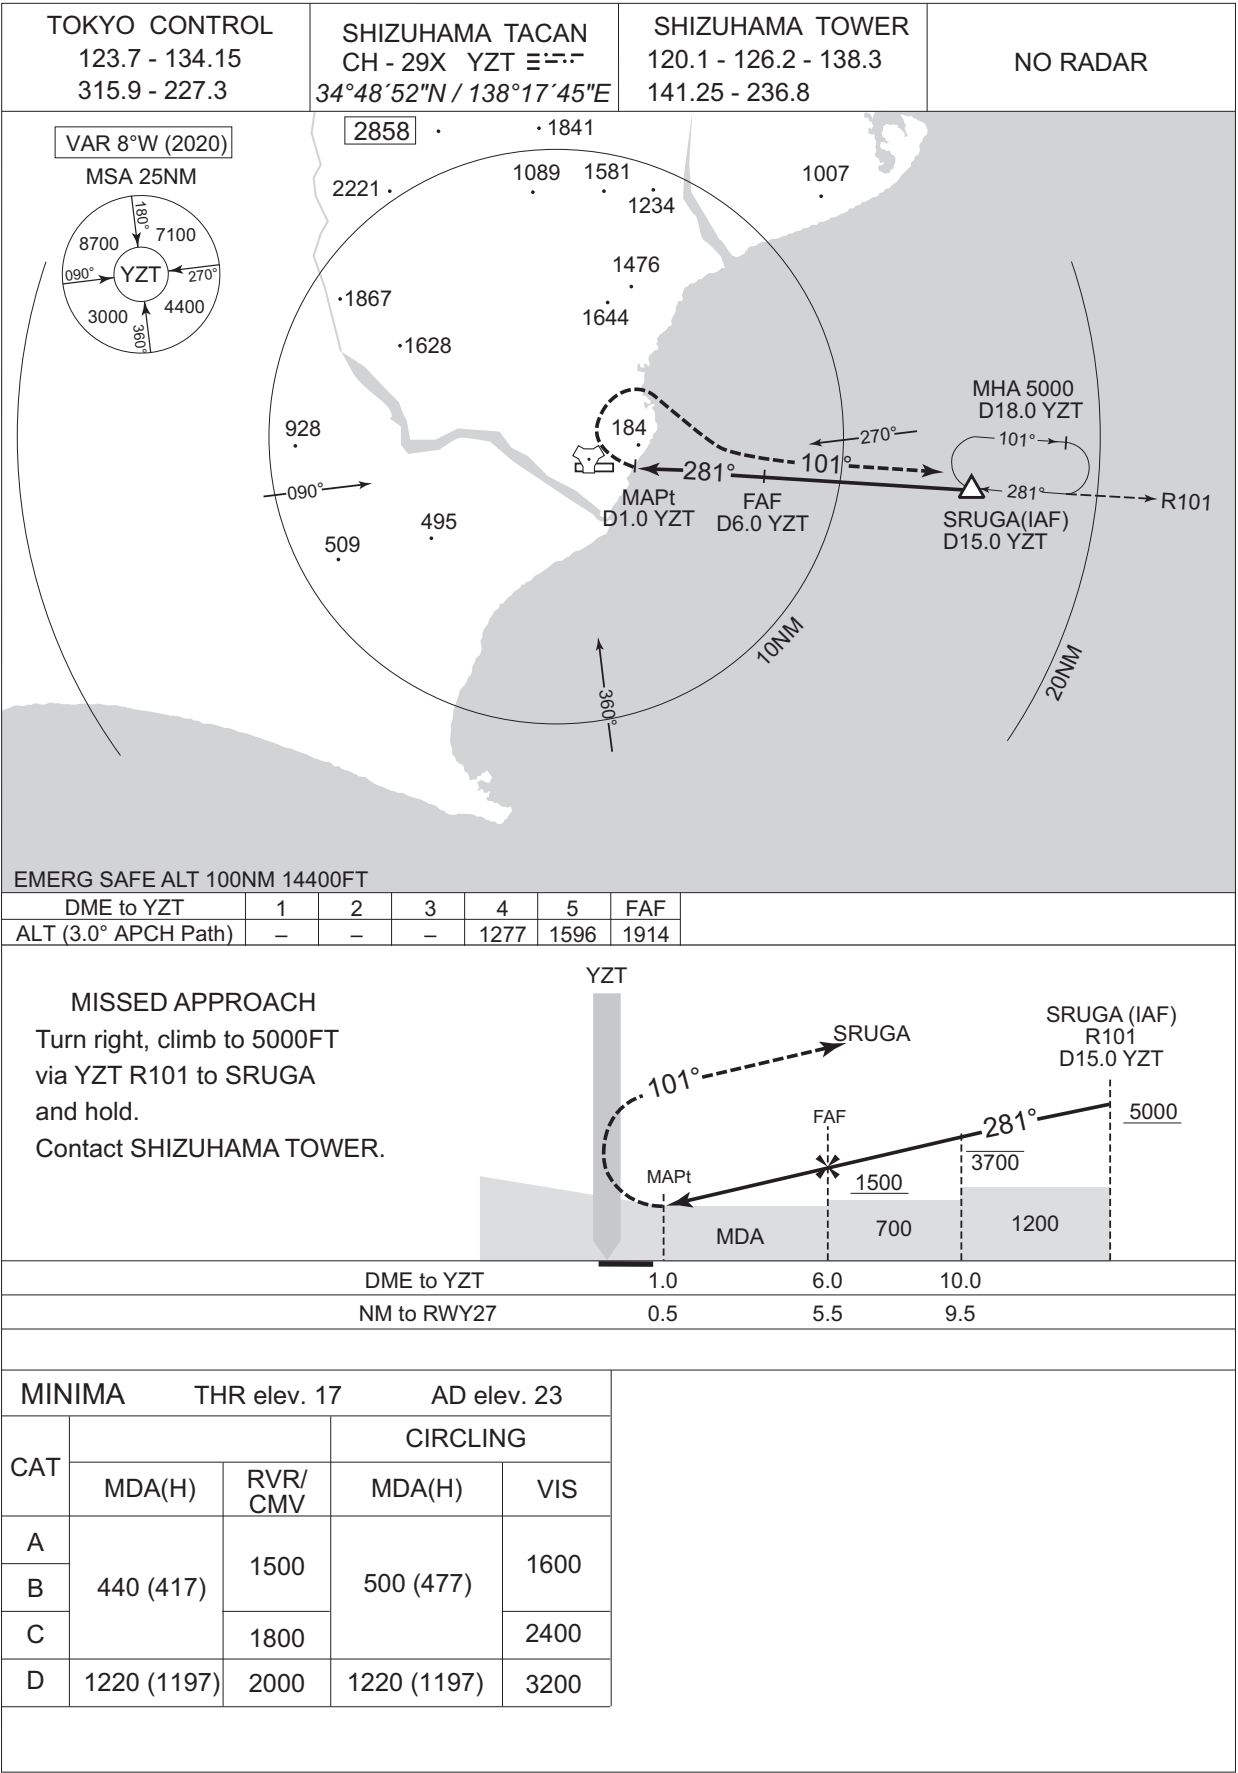 TOKYO CONTROL
123.7 - 134.15
315.9 - 227.3
SHIZUHAMA TACAN
CH - 29X YZT
34°48´52"N / 138°17´45"E
SHIZUHAMA TOWER
120.1 - 126.2 - 138.3
141.25 - 236.8
NO RADAR
VAR 8°W (2020)
MSA 25NM
180°
8700
7100
090°
YZT
270°
3000
4400
360°
2858
1841
2221
1089
1581
1234
1007
1476
1867
1644
1628
928
184
MHA 5000
D18.0 YZT
270°
101°
101°
281°
090°
281°
R101
MAPt
D1.0 YZT
FAF
D6.0 YZT
SRUGA(IAF)
D15.0 YZT
495
509
10NM
20NM
360°
EMERG SAFE ALT 100NM 14400FT
DME to YZT 1 2 3 4 5 FAF
ALT (3.0° APCH Path) – – – 1277 1596 1914
MISSED APPROACH
Turn right, climb to 5000FT
via YZT R101 to SRUGA
and hold.
Contact SHIZUHAMA TOWER.
YZT
SRUGA
101°
SRUGA (IAF)
R101
D15.0 YZT
FAF
281°
5000
3700
MAPt
1500
MDA
700
1200
DME to YZT 1.0 6.0 10.0
NM to RWY27 0.5 5.5 9.5
MINIMA THR elev. 17 AD elev. 23
CAT
CIRCLING
MDA(H)
RVR/
CMV
MDA(H)
VIS
A
B
C
D
440 (417)
1500
500 (477)
1600
1800
2400
1220 (1197) 2000 1220 (1197) 3200